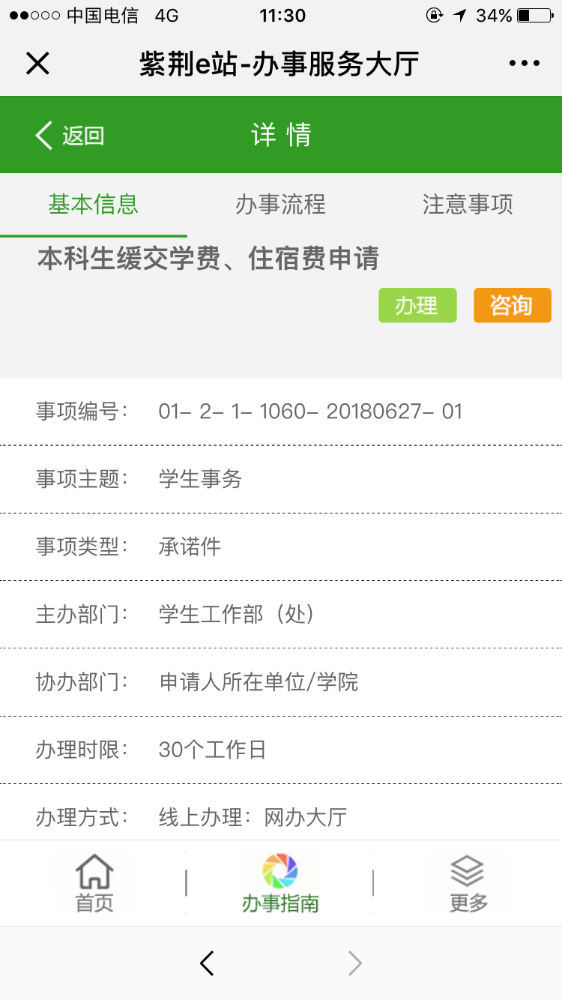 中国电信 4G 11:30 34%
紫荆e站-办事服务大厅
返回 详 情
基本信息 办事流程 注意事项
本科生缓交学费、住宿费申请
办理 咨询
事项编号： 01- 2- 1- 1060- 20180627- 01
事项主题： 学生事务
事项类型： 承诺件
主办部门： 学生工作部（处）
协办部门： 申请人所在单位/学院
办理时限： 30个工作日
办理方式： 线上办理：网办大厅
首页 办事指南 更多